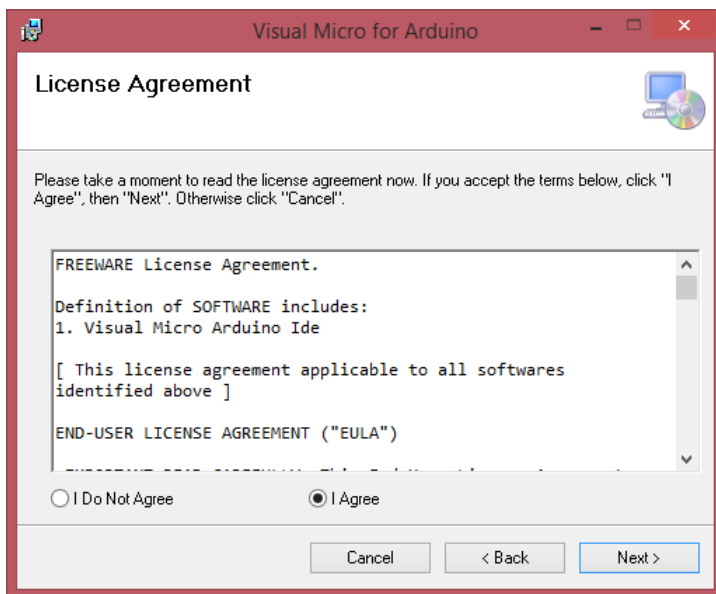 Visual Micro for Arduino
License Agreement
Please take a moment to read the license agreement now. If you accept the terms below, click "I
Agree", then "Next". Otherwise click "Cancel".
FREEWARE License Agreement.
Definition of SOFTWARE includes:
1. Visual Micro Arduino Ide
[ This license agreement applicable to all softwares
identified above ]
END-USER LICENSE AGREEMENT ("EULA")
I Do Not Agree
I Agree
Cancel
< Back
Next >